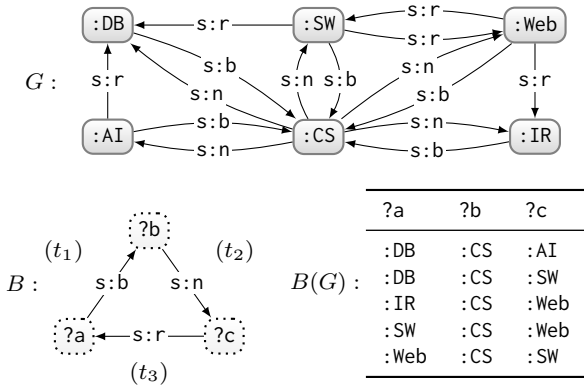 :DB s:r :SW s:r :Web
s:r
G : s:r s:b s:n s:b s:n s:r
s:n s:b
s:b s:n
:AI s:n :CS s:b :IR
?a ?b ?c
(t1) ?b (t2)
:DB :CS :AI
B : s:b s:n B(G) : :DB :CS :SW
:IR :CS :Web
?a s:r ?c :SW :CS :Web
(t3) :Web :CS :SW